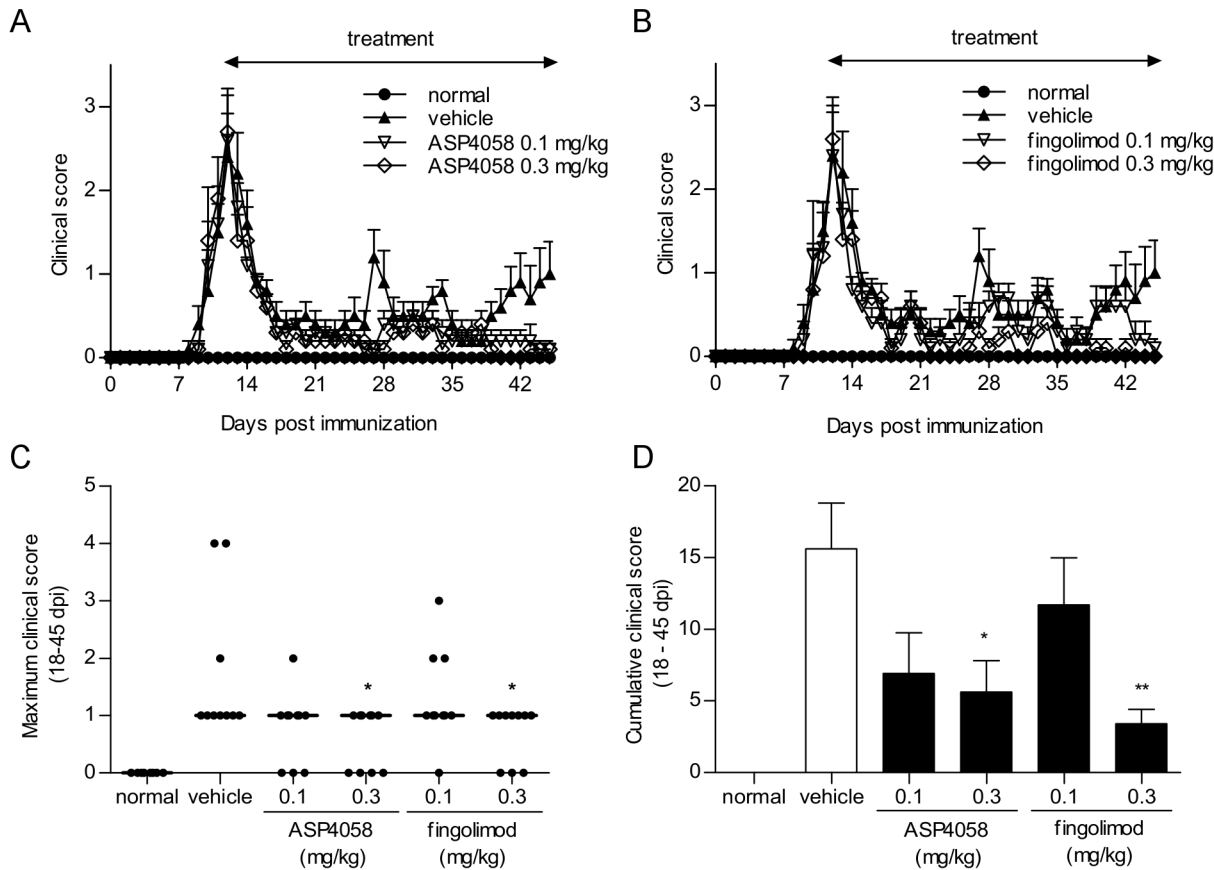 A
treatment
normal
vehicle
ASP4058 0.1 mg/kg
ASP4058 0.3 mg/kg
Clinical score
3
2
1
0
0 7 14 21 28 35 42
Days post immunization
B
treatment
normal
vehicle
fingolimod 0.1 mg/kg
fingolimod 0.3 mg/kg
Clinical score
3
2
1
0
0 7 14 21 28 35 42
Days post immunization
C
Maximum clinical score
(18-45 dpi)
5
4
3
2
1
0
* *
normal vehicle 0.1 0.3 0.1 0.3
ASP4058 fingolimod
(mg/kg) (mg/kg)
D
Cumulative clinical score
(18 - 45 dpi)
20
15
10
5
0
* **
normal vehicle 0.1 0.3 0.1 0.3
ASP4058 fingolimod
(mg/kg) (mg/kg)